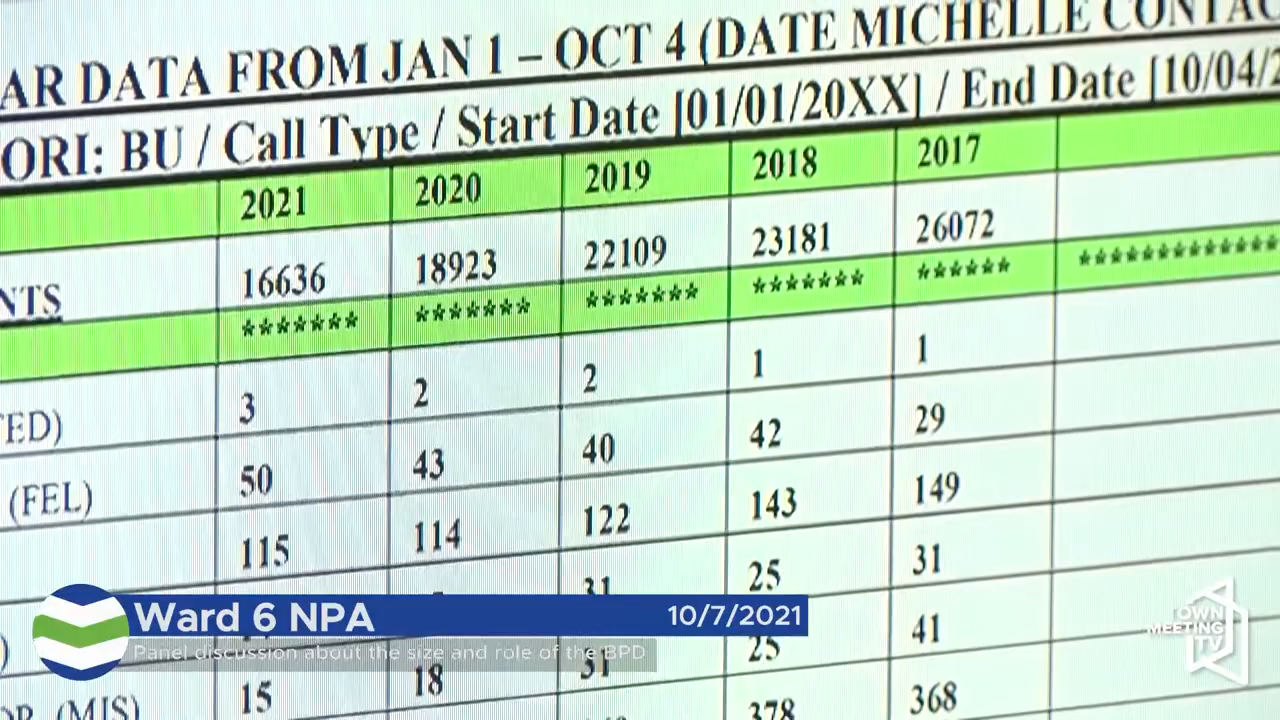 AR DATA FROM JAN 1 – OCT 4 (DATE MICHELLE CONTAC
ORI: BU / Call Type / Start Date [01/01/20XX] / End Date [10/04/2
2021 2020 2019 2018 2017
NTS 16636 18923 22109 23181 26072
******* ******* ******* ******* ****** *************
TED) 3 2 2 1 1
(FEL) 50 43 40 42 29
115 114 122 143 149
31 25 31
) 31 25 41
OR (MIS) 15 18 378 368
Ward 6 NPA 10/7/2021
Panel discussion about the size and role of the BPD
OWN
MEETING
TV